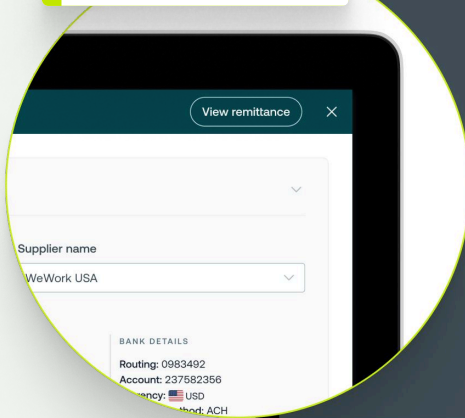 View remittance
Supplier name
WeWork USA
BANK DETAILS
Routing: 0983492
Account: 237582356
USD
ACH